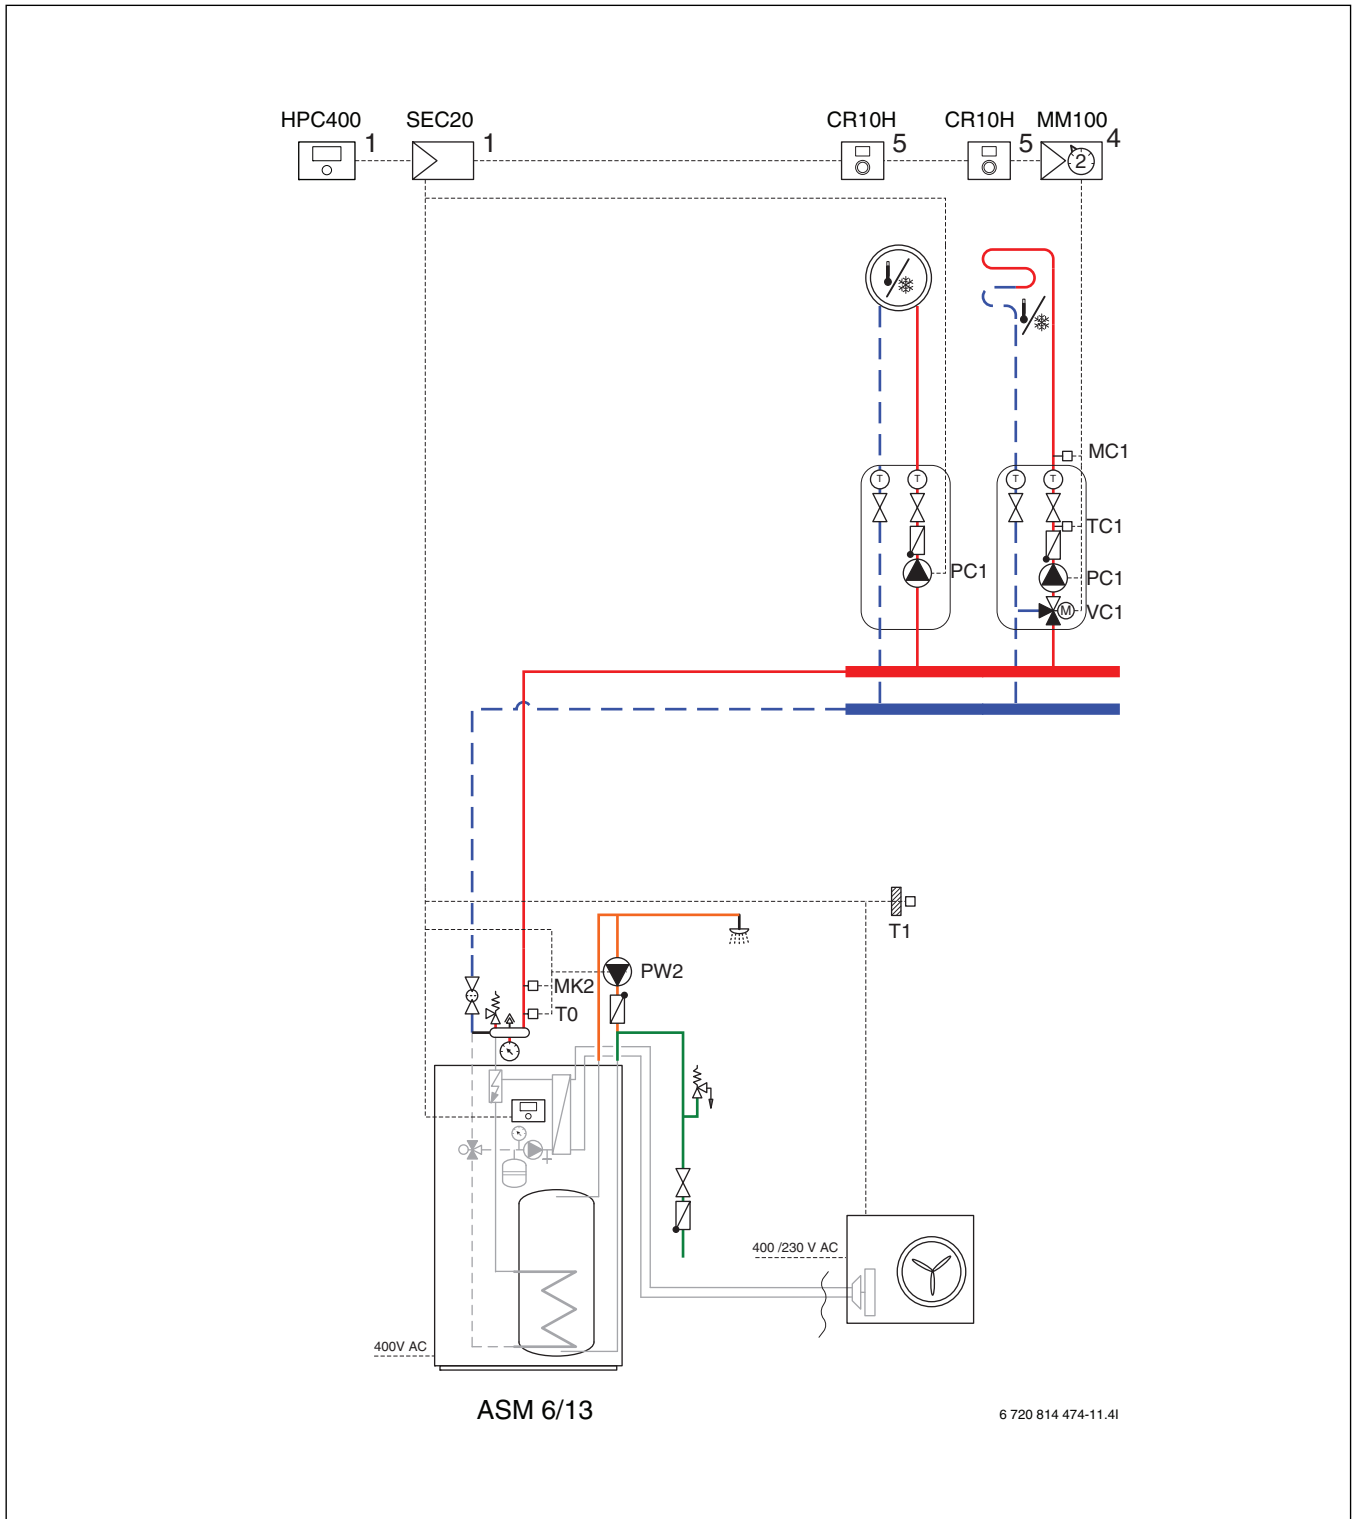 HPC400 SEC20 CR10H CR10H MM100
1 1 5 5 2 4
MC1
T T T T
TC1
PC1 PC1
M VC1
T1
PW2
MK2
T0
400 /230 V AC
400V AC
ASM 6/13
6 720 814 474-11.4I